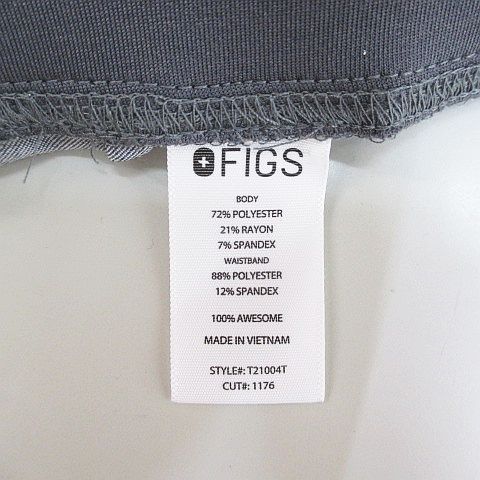 FIGS
BODY
72% POLYESTER
21% RAYON
7% SPANDEX
WAISTBAND
88% POLYESTER
12% SPANDEX
100% AWESOME
MADE IN VIETNAM
STYLE#: T21004T
CUT#: 1176